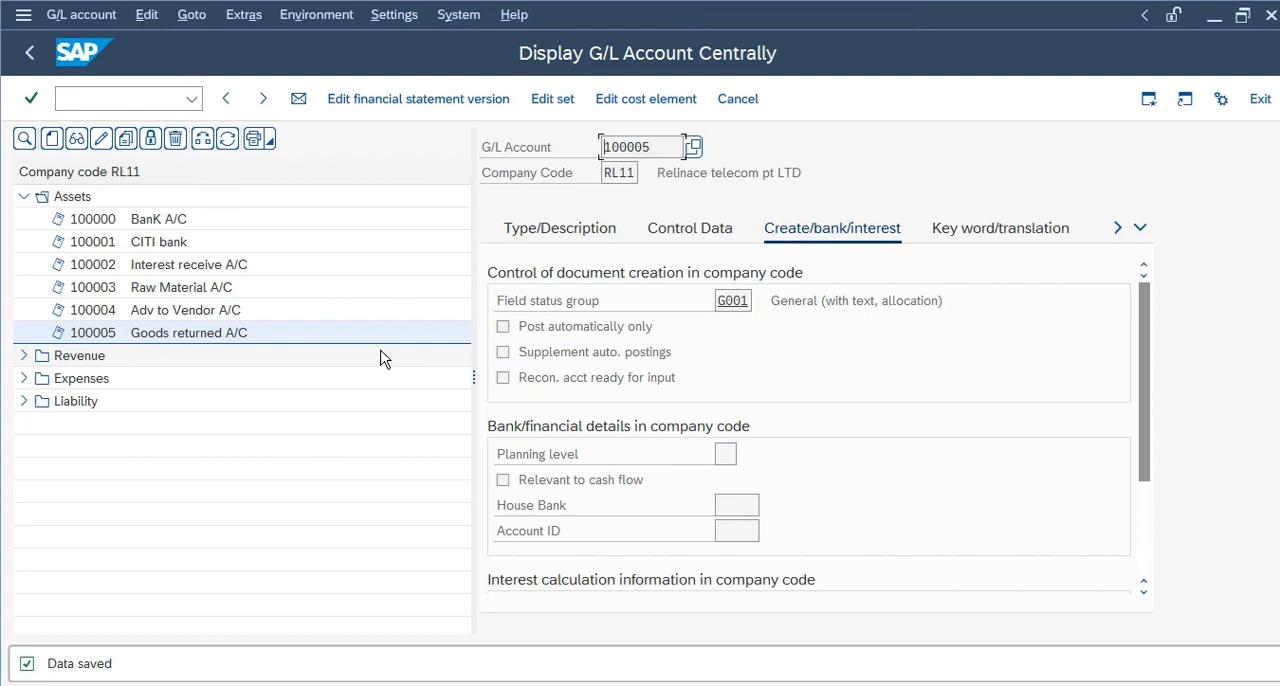 G/L account Edit Goto Extras Environment Settings System Help
SAP Display G/L Account Centrally
Edit financial statement version Edit set Edit cost element Cancel Exit
Company code RL11
Assets
100000 BanK A/C
100001 CITI bank
100002 Interest receive A/C
100003 Raw Material A/C
100004 Adv to Vendor A/C
100005 Goods returned A/C
Revenue
Expenses
Liability
G/L Account 100005
Company Code RL11 Relinace telecom pt LTD
Type/Description Control Data Create/bank/interest Key word/translation
Control of document creation in company code
Field status group G001 General (with text, allocation)
Post automatically only
Supplement auto. postings
Recon. acct ready for input
Bank/financial details in company code
Planning level
Relevant to cash flow
House Bank
Account ID
Interest calculation information in company code
Data saved